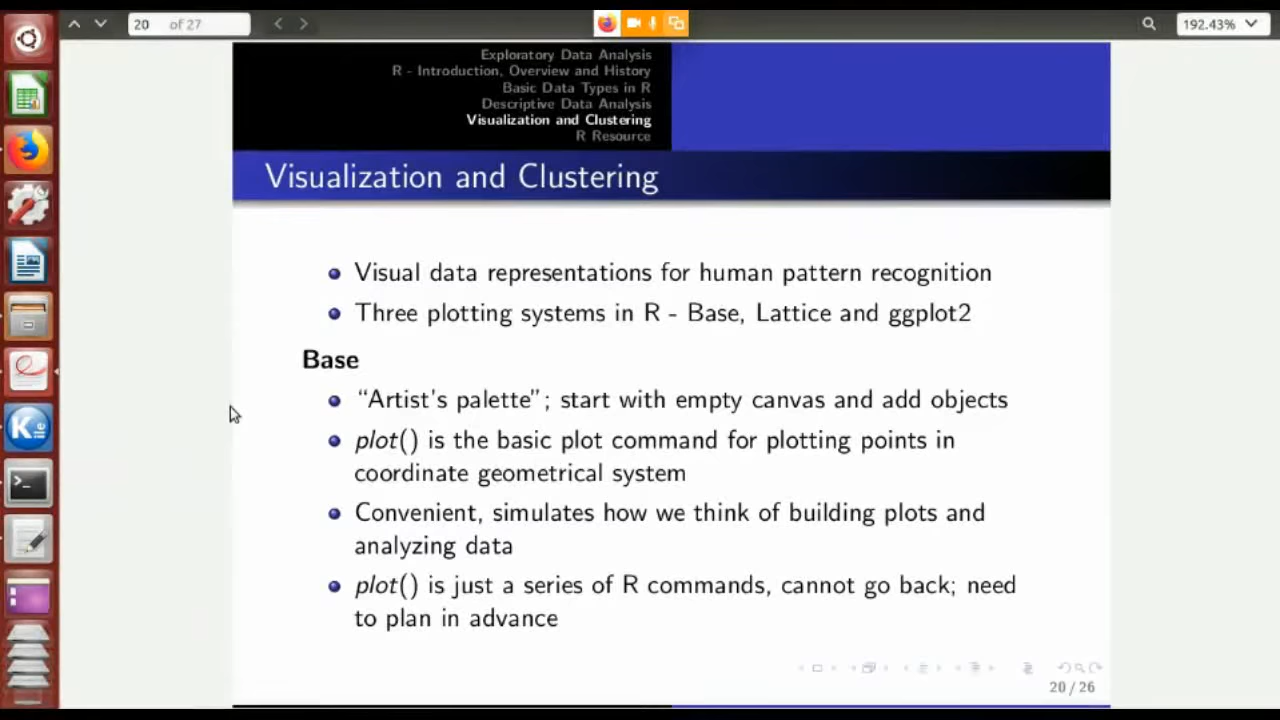 20 of 27
192.43%
Exploratory Data Analysis
R - Introduction, Overview and History
Basic Data Types in R
Descriptive Data Analysis
Visualization and Clustering
R Resource
Visualization and Clustering
Visual data representations for human pattern recognition
Three plotting systems in R - Base, Lattice and ggplot2
Base
“Artist's palette”; start with empty canvas and add objects
plot() is the basic plot command for plotting points in
coordinate geometrical system
Convenient, simulates how we think of building plots and
analyzing data
plot() is just a series of R commands, cannot go back; need
to plan in advance
20 / 26